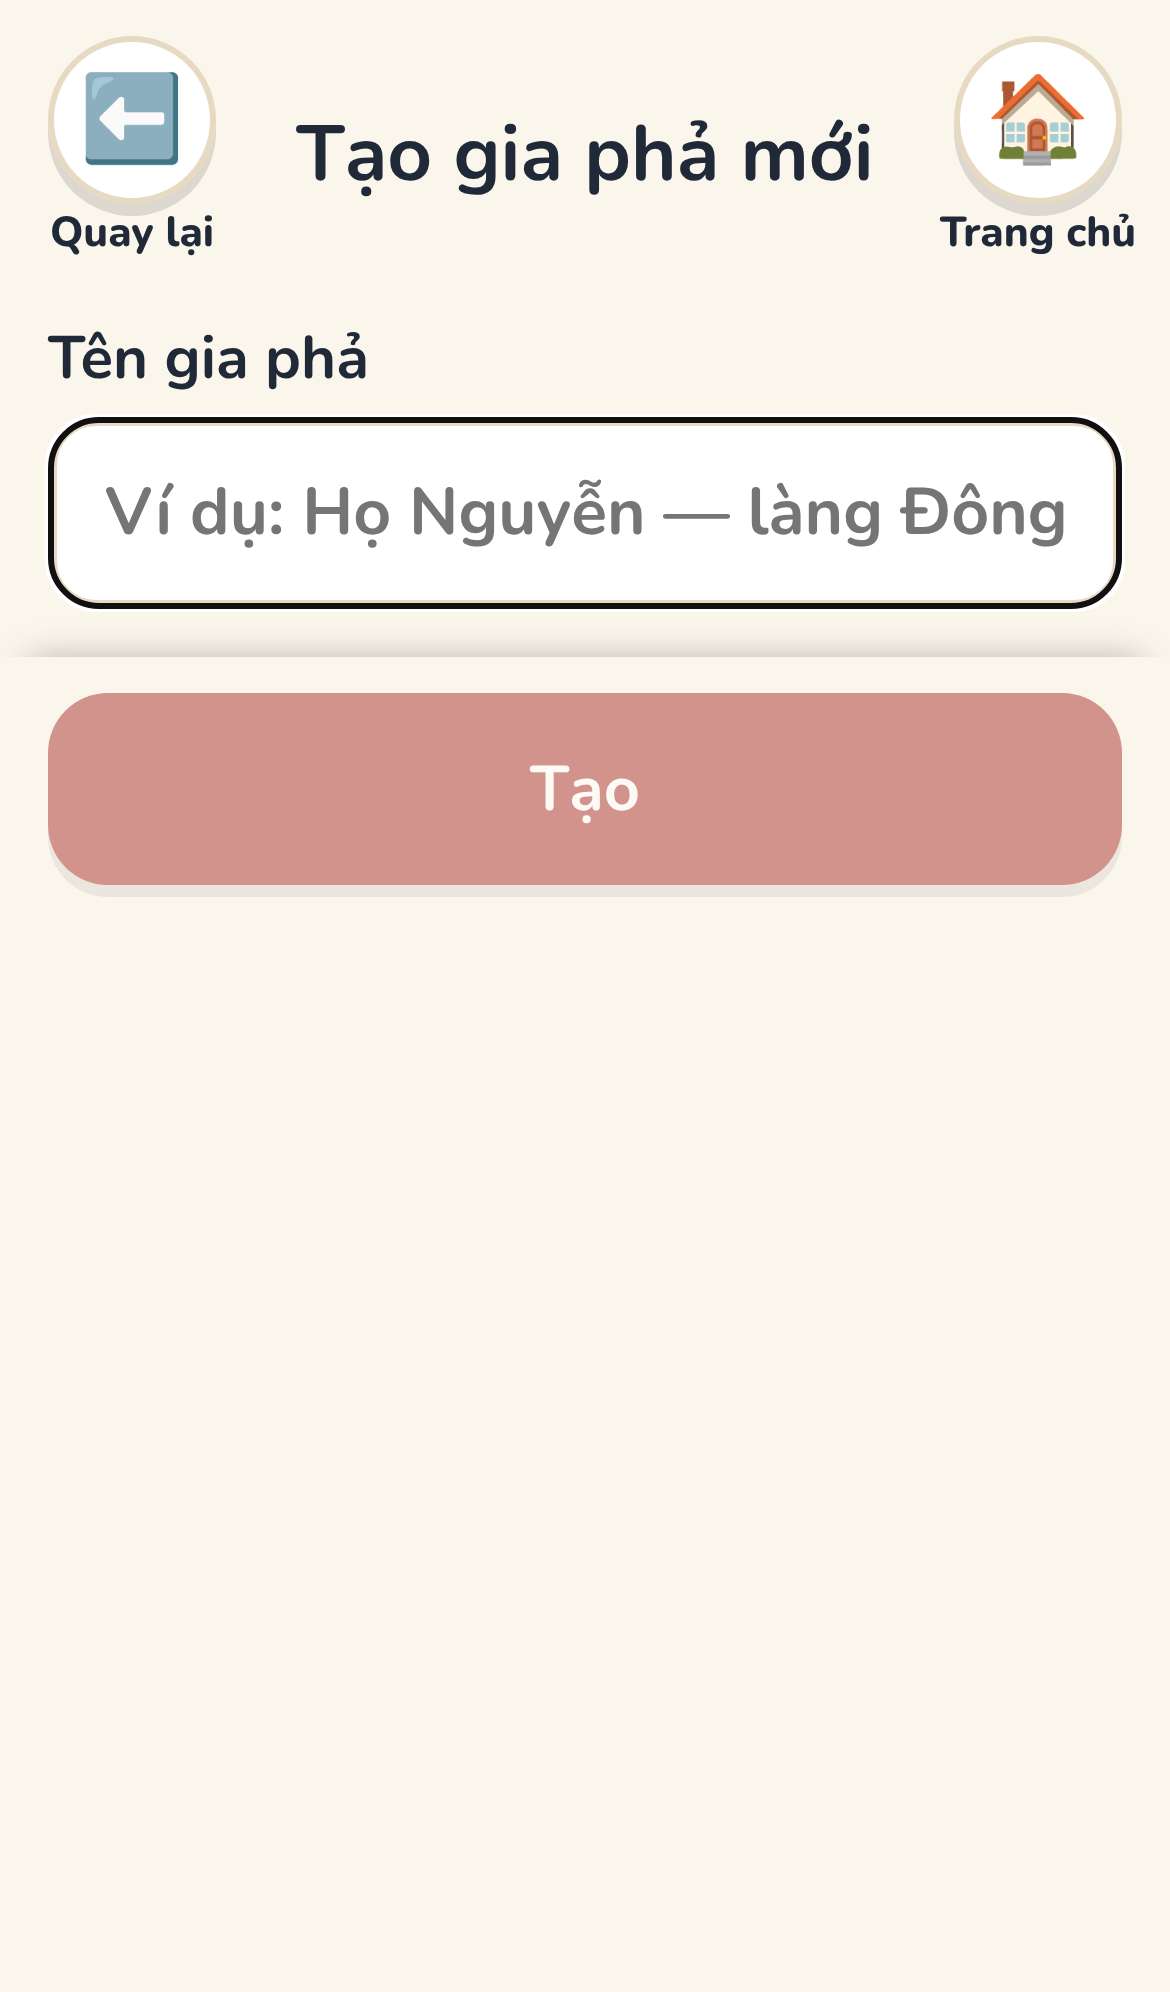 Tạo gia phả mới
Quay lại
Trang chủ
Tên gia phả
Ví dụ: Họ Nguyễn — làng Đông
Tạo